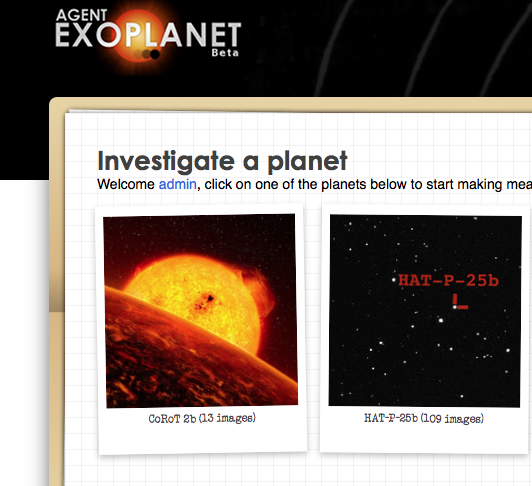 AGENT
EXOPLANET
Beta
Investigate a planet
Welcome admin, click on one of the planets below to start making mea
HAT-P-25b
CoRoT 2b (13 images)
HAT-P-25b (109 images)